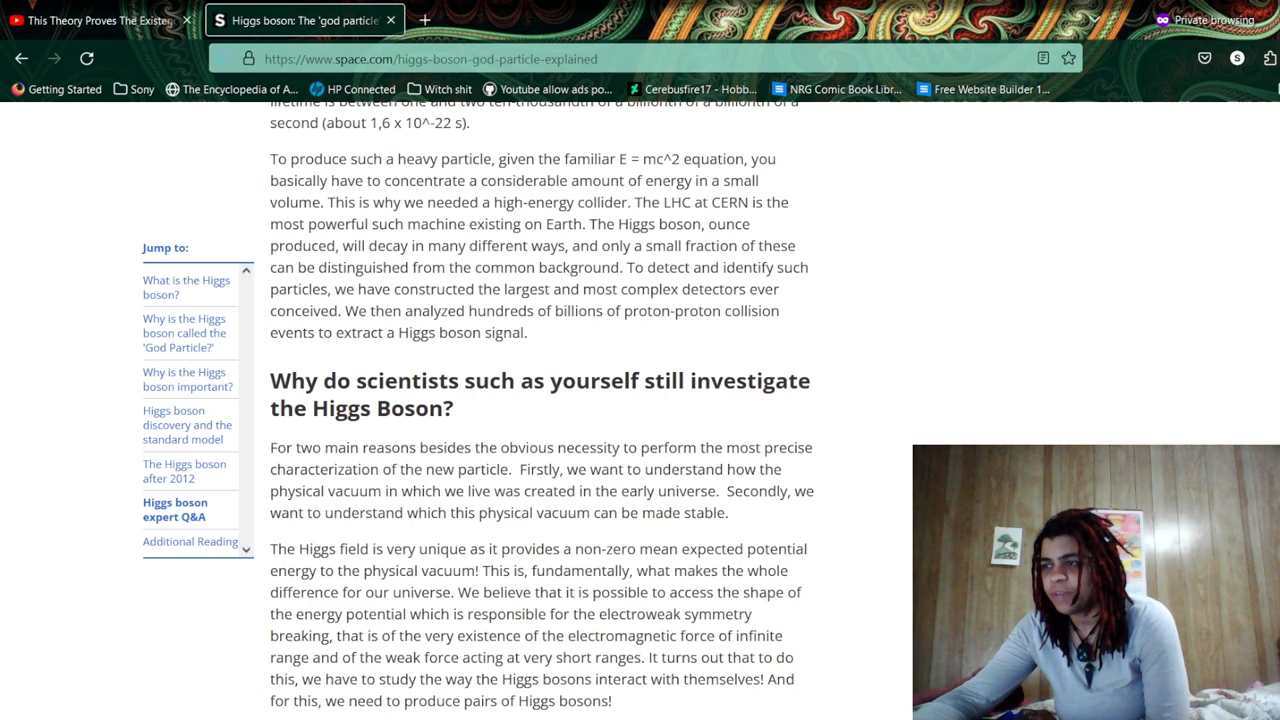 This Theory Proves The Existe
Higgs boson: The 'god particle'
Private browsing
https://www.space.com/higgs-boson-god-particle-explained
Getting Started
Sony
The Encyclopedia of A...
HP Connected
Witch shit
Youtube allow ads po...
Cerebusfire17 - Hobb...
NRG Comic Book Libr...
Free Website Builder 1...
lifetime is between one and two ten-thousandth of a billionth of a billionth of a
second (about 1,6 x 10^-22 s).
To produce such a heavy particle, given the familiar E = mc^2 equation, you
basically have to concentrate a considerable amount of energy in a small
volume. This is why we needed a high-energy collider. The LHC at CERN is the
most powerful such machine existing on Earth. The Higgs boson, ounce
produced, will decay in many different ways, and only a small fraction of these
can be distinguished from the common background. To detect and identify such
particles, we have constructed the largest and most complex detectors ever
conceived. We then analyzed hundreds of billions of proton-proton collision
events to extract a Higgs boson signal.
Jump to:
What is the Higgs
boson?
Why is the Higgs
boson called the
'God Particle?'
Why is the Higgs
boson important?
Higgs boson
discovery and the
standard model
The Higgs boson
after 2012
Higgs boson
expert Q&A
Additional Reading
Why do scientists such as yourself still investigate
the Higgs Boson?
For two main reasons besides the obvious necessity to perform the most precise
characterization of the new particle. Firstly, we want to understand how the
physical vacuum in which we live was created in the early universe. Secondly, we
want to understand which this physical vacuum can be made stable.
The Higgs field is very unique as it provides a non-zero mean expected potential
energy to the physical vacuum! This is, fundamentally, what makes the whole
difference for our universe. We believe that it is possible to access the shape of
the energy potential which is responsible for the electroweak symmetry
breaking, that is of the very existence of the electromagnetic force of infinite
range and of the weak force acting at very short ranges. It turns out that to do
this, we have to study the way the Higgs bosons interact with themselves! And
for this, we need to produce pairs of Higgs bosons!